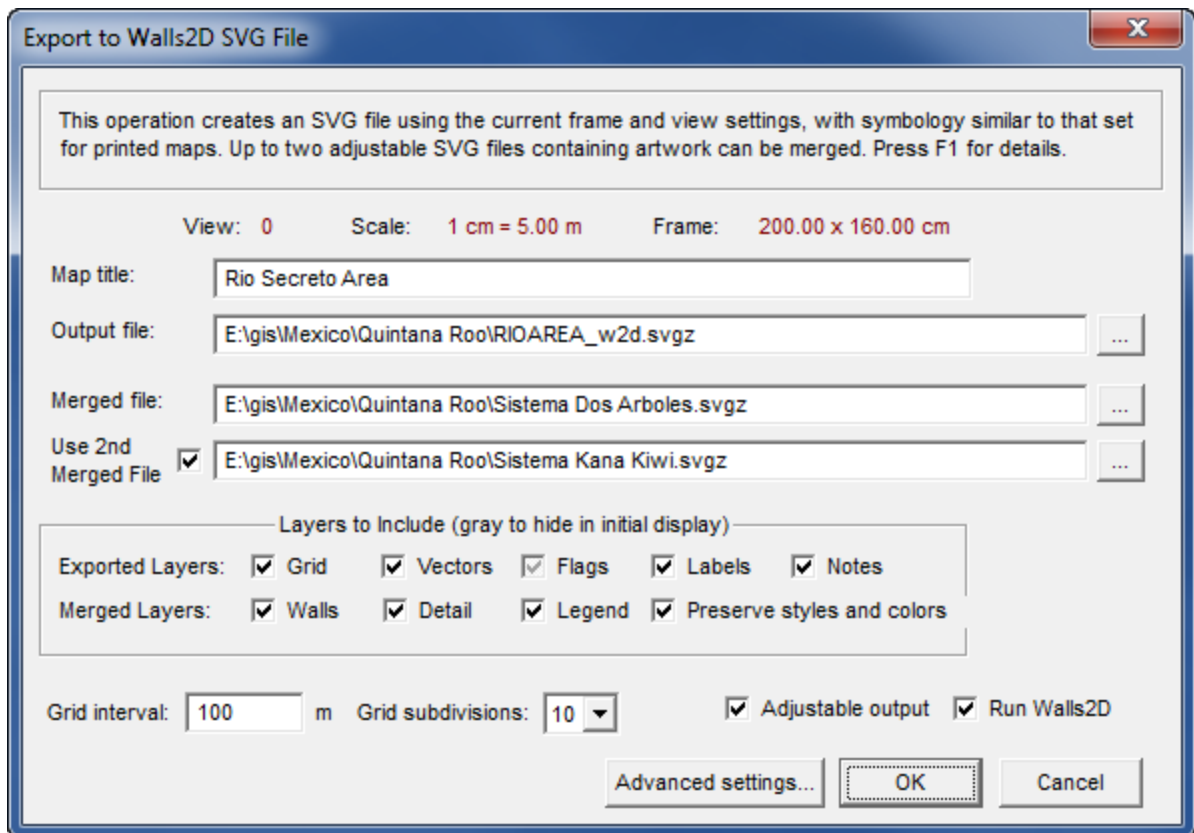 Export to Walls2D SVG File
X
This operation creates an SVG file using the current frame and view settings, with symbology similar to that set
for printed maps. Up to two adjustable SVG files containing artwork can be merged. Press F1 for details.
View: 0 Scale: 1 cm = 5.00 m Frame: 200.00 x 160.00 cm
Map title: Rio Secreto Area
Output file: E:\gis\Mexico\Quintana Roo\RIOAREA_w2d.svgz ...
Merged file: E:\gis\Mexico\Quintana Roo\Sistema Dos Arboles.svgz ...
Use 2nd
Merged File E:\gis\Mexico\Quintana Roo\Sistema Kana Kiwi.svgz ...
Layers to Include (gray to hide in initial display)
Exported Layers: Grid Vectors Flags Labels Notes
Merged Layers: Walls Detail Legend Preserve styles and colors
Grid interval: 100 m Grid subdivisions: 10 Adjustable output Run Walls2D
Advanced settings... OK Cancel